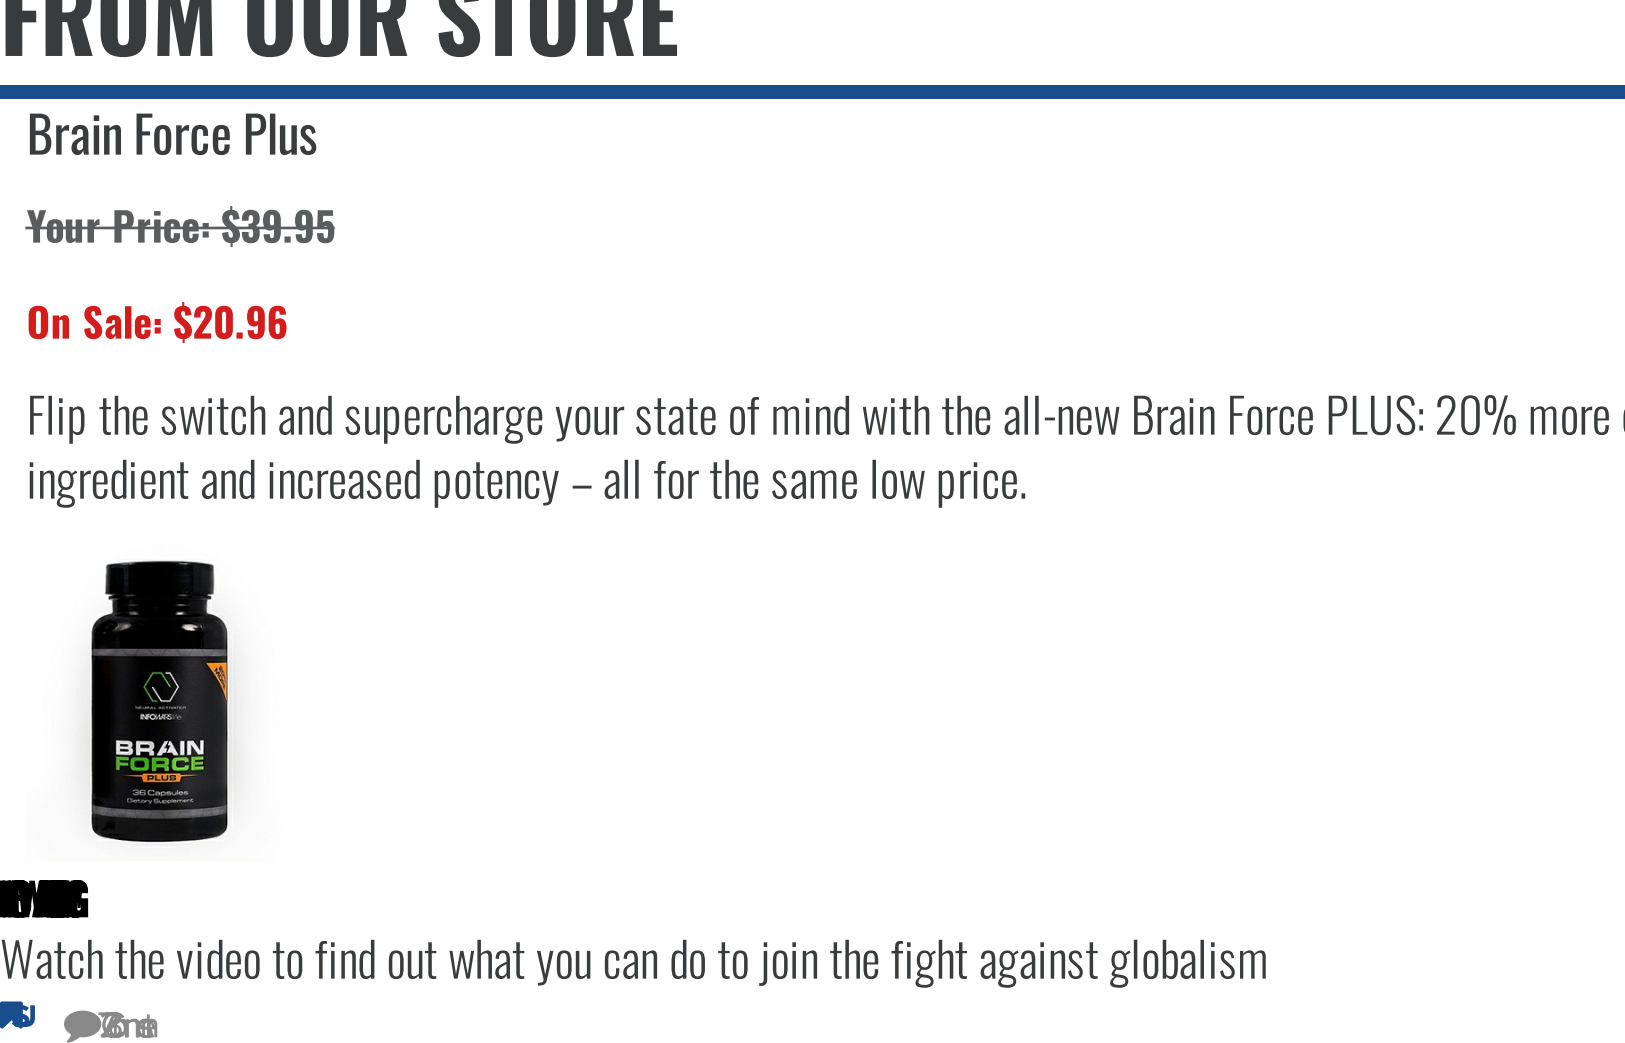 FROM OUR STORE
Brain Force Plus
Your Price: $39.95
On Sale: $20.96
Flip the switch and supercharge your state of mind with the all-new Brain Force PLUS: 20% more
ingredient and increased potency – all for the same low price.
NEURAL ACTIVATOR
INFOWARS
BRAIN
FORCE
PLUS
36 Capsules
Dietary Supplement
Watch the video to find out what you can do to join the fight against globalism